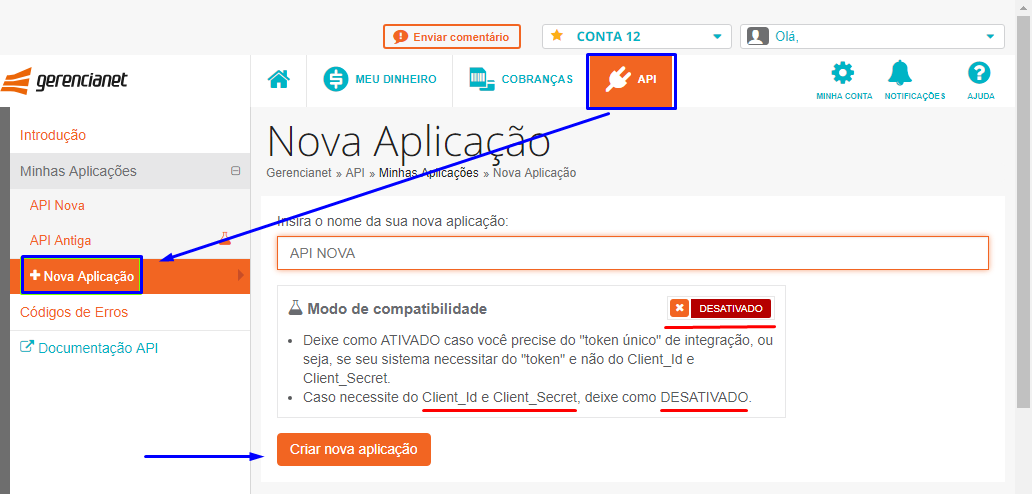 Enviar comentário
CONTA 12
Olá,
gerencianet
MEU DINHEIRO
COBRANÇAS
API
MINHA CONTA
NOTIFICAÇÕES
AJUDA
Introdução
Minhas Aplicações
API Nova
API Antiga
Nova Aplicação
Códigos de Erros
Documentação API
Nova Aplicação
Gerencianet » API » Minhas Aplicações » Nova Aplicação
Insira o nome da sua nova aplicação:
API NOVA
Modo de compatibilidade
DESATIVADO
• Deixe como ATIVADO caso você precise do "token único" de integração, ou
seja, se seu sistema necessitar do "token" e não do Client_Id e
Client_Secret.
• Caso necessite do Client_Id e Client_Secret, deixe como DESATIVADO.
Criar nova aplicação